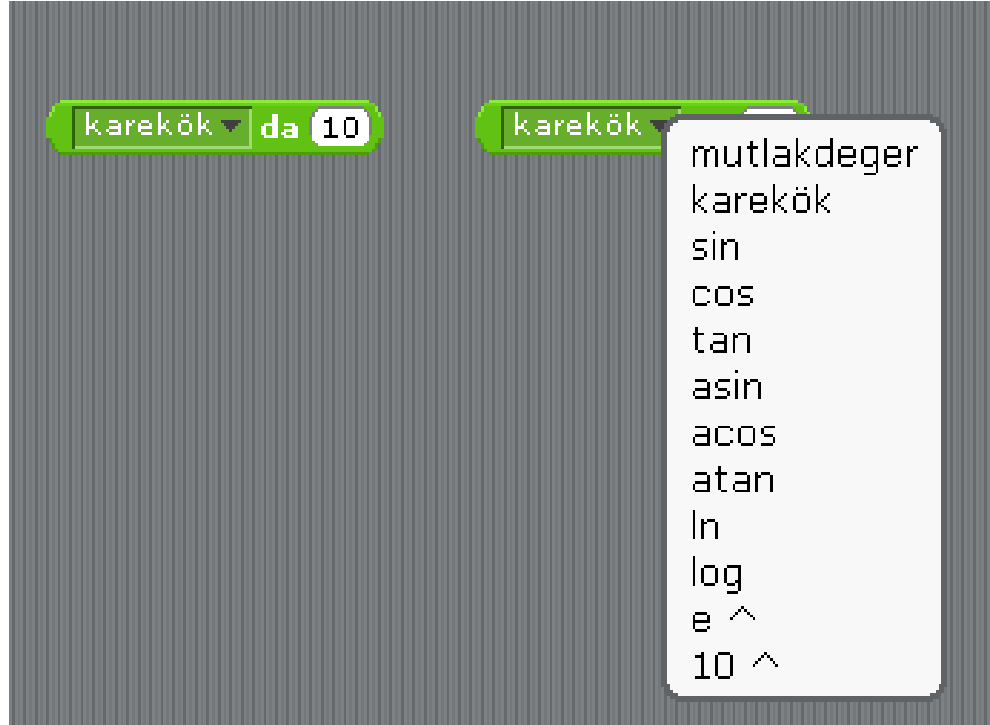 karekök da 10
karekök
mutlakdeger
karekök
sin
cos
tan
asin
acos
atan
ln
log
e ^
10 ^